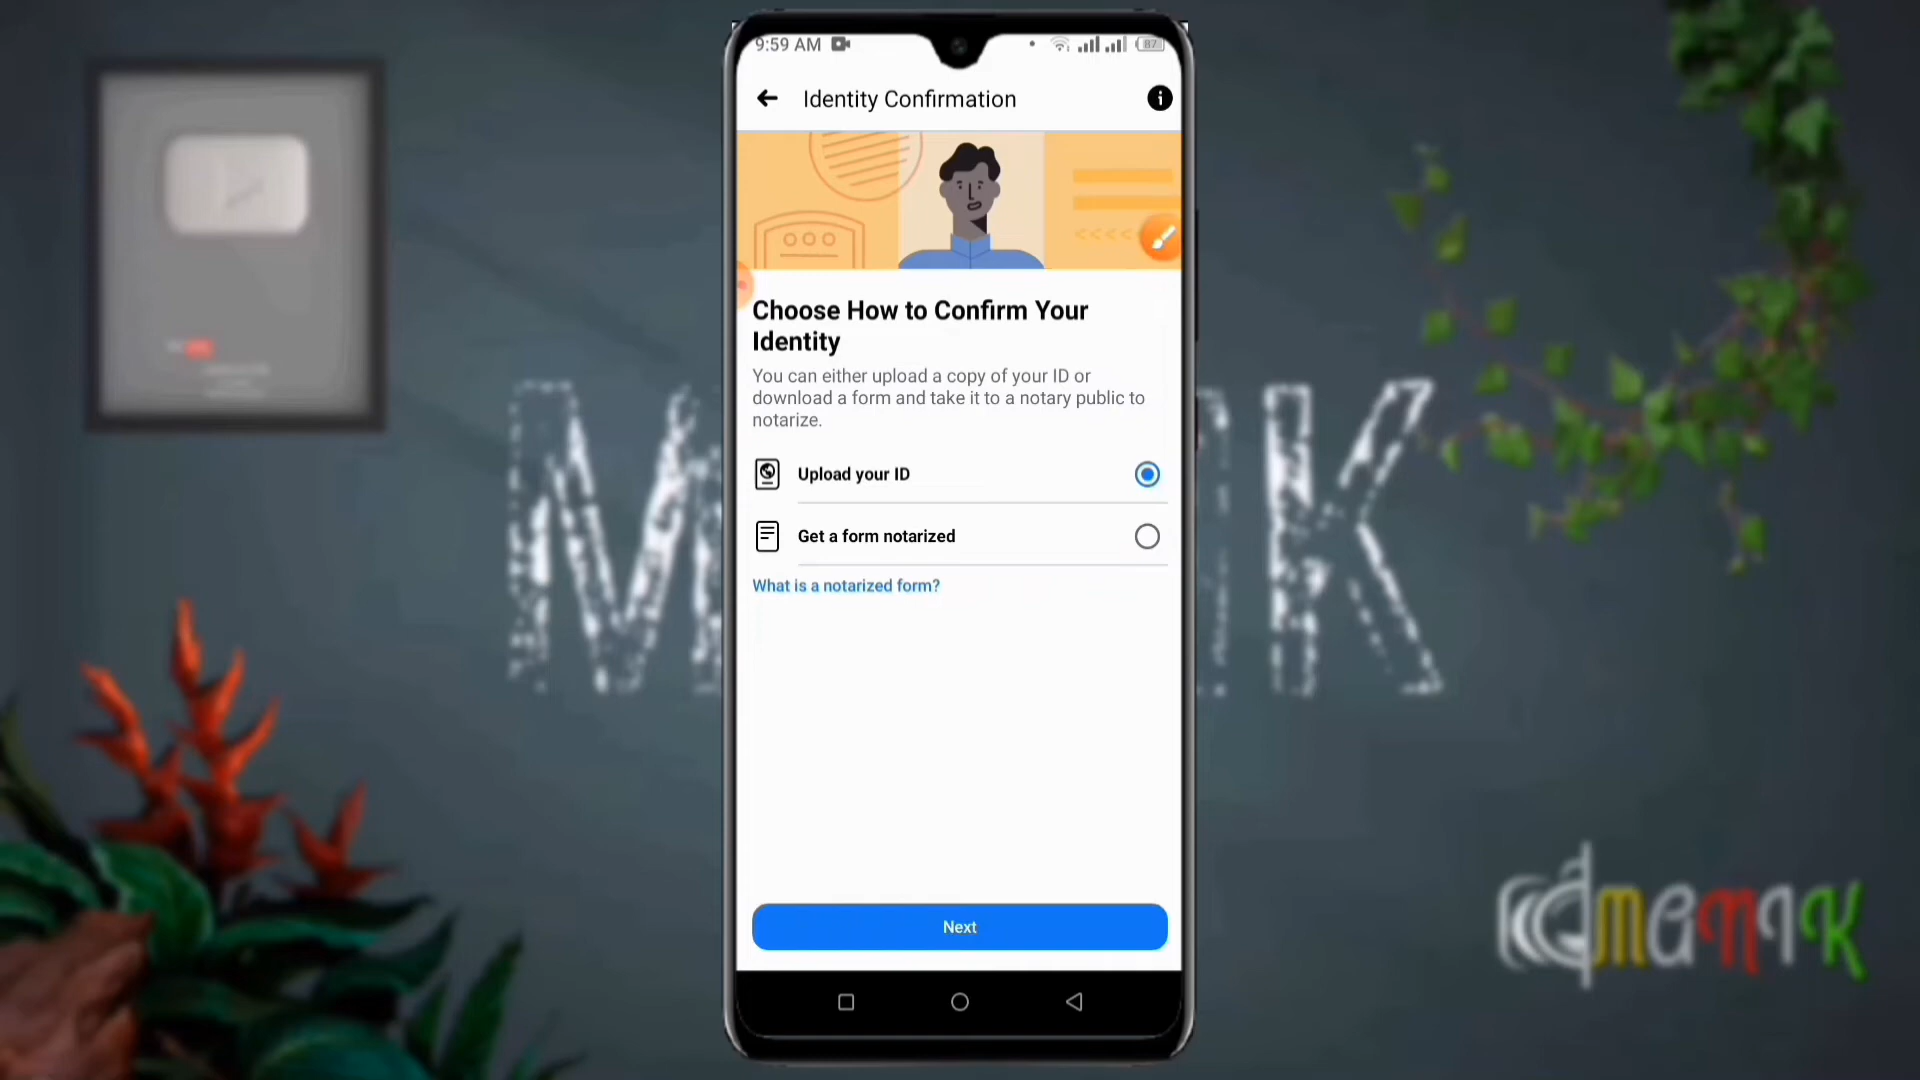 9:59 AM
87
Identity Confirmation
Choose How to Confirm Your
Identity
You can either upload a copy of your ID or
download a form and take it to a notary public to
notarize.
Upload your ID
Get a form notarized
What is a notarized form?
Next
M K
manik